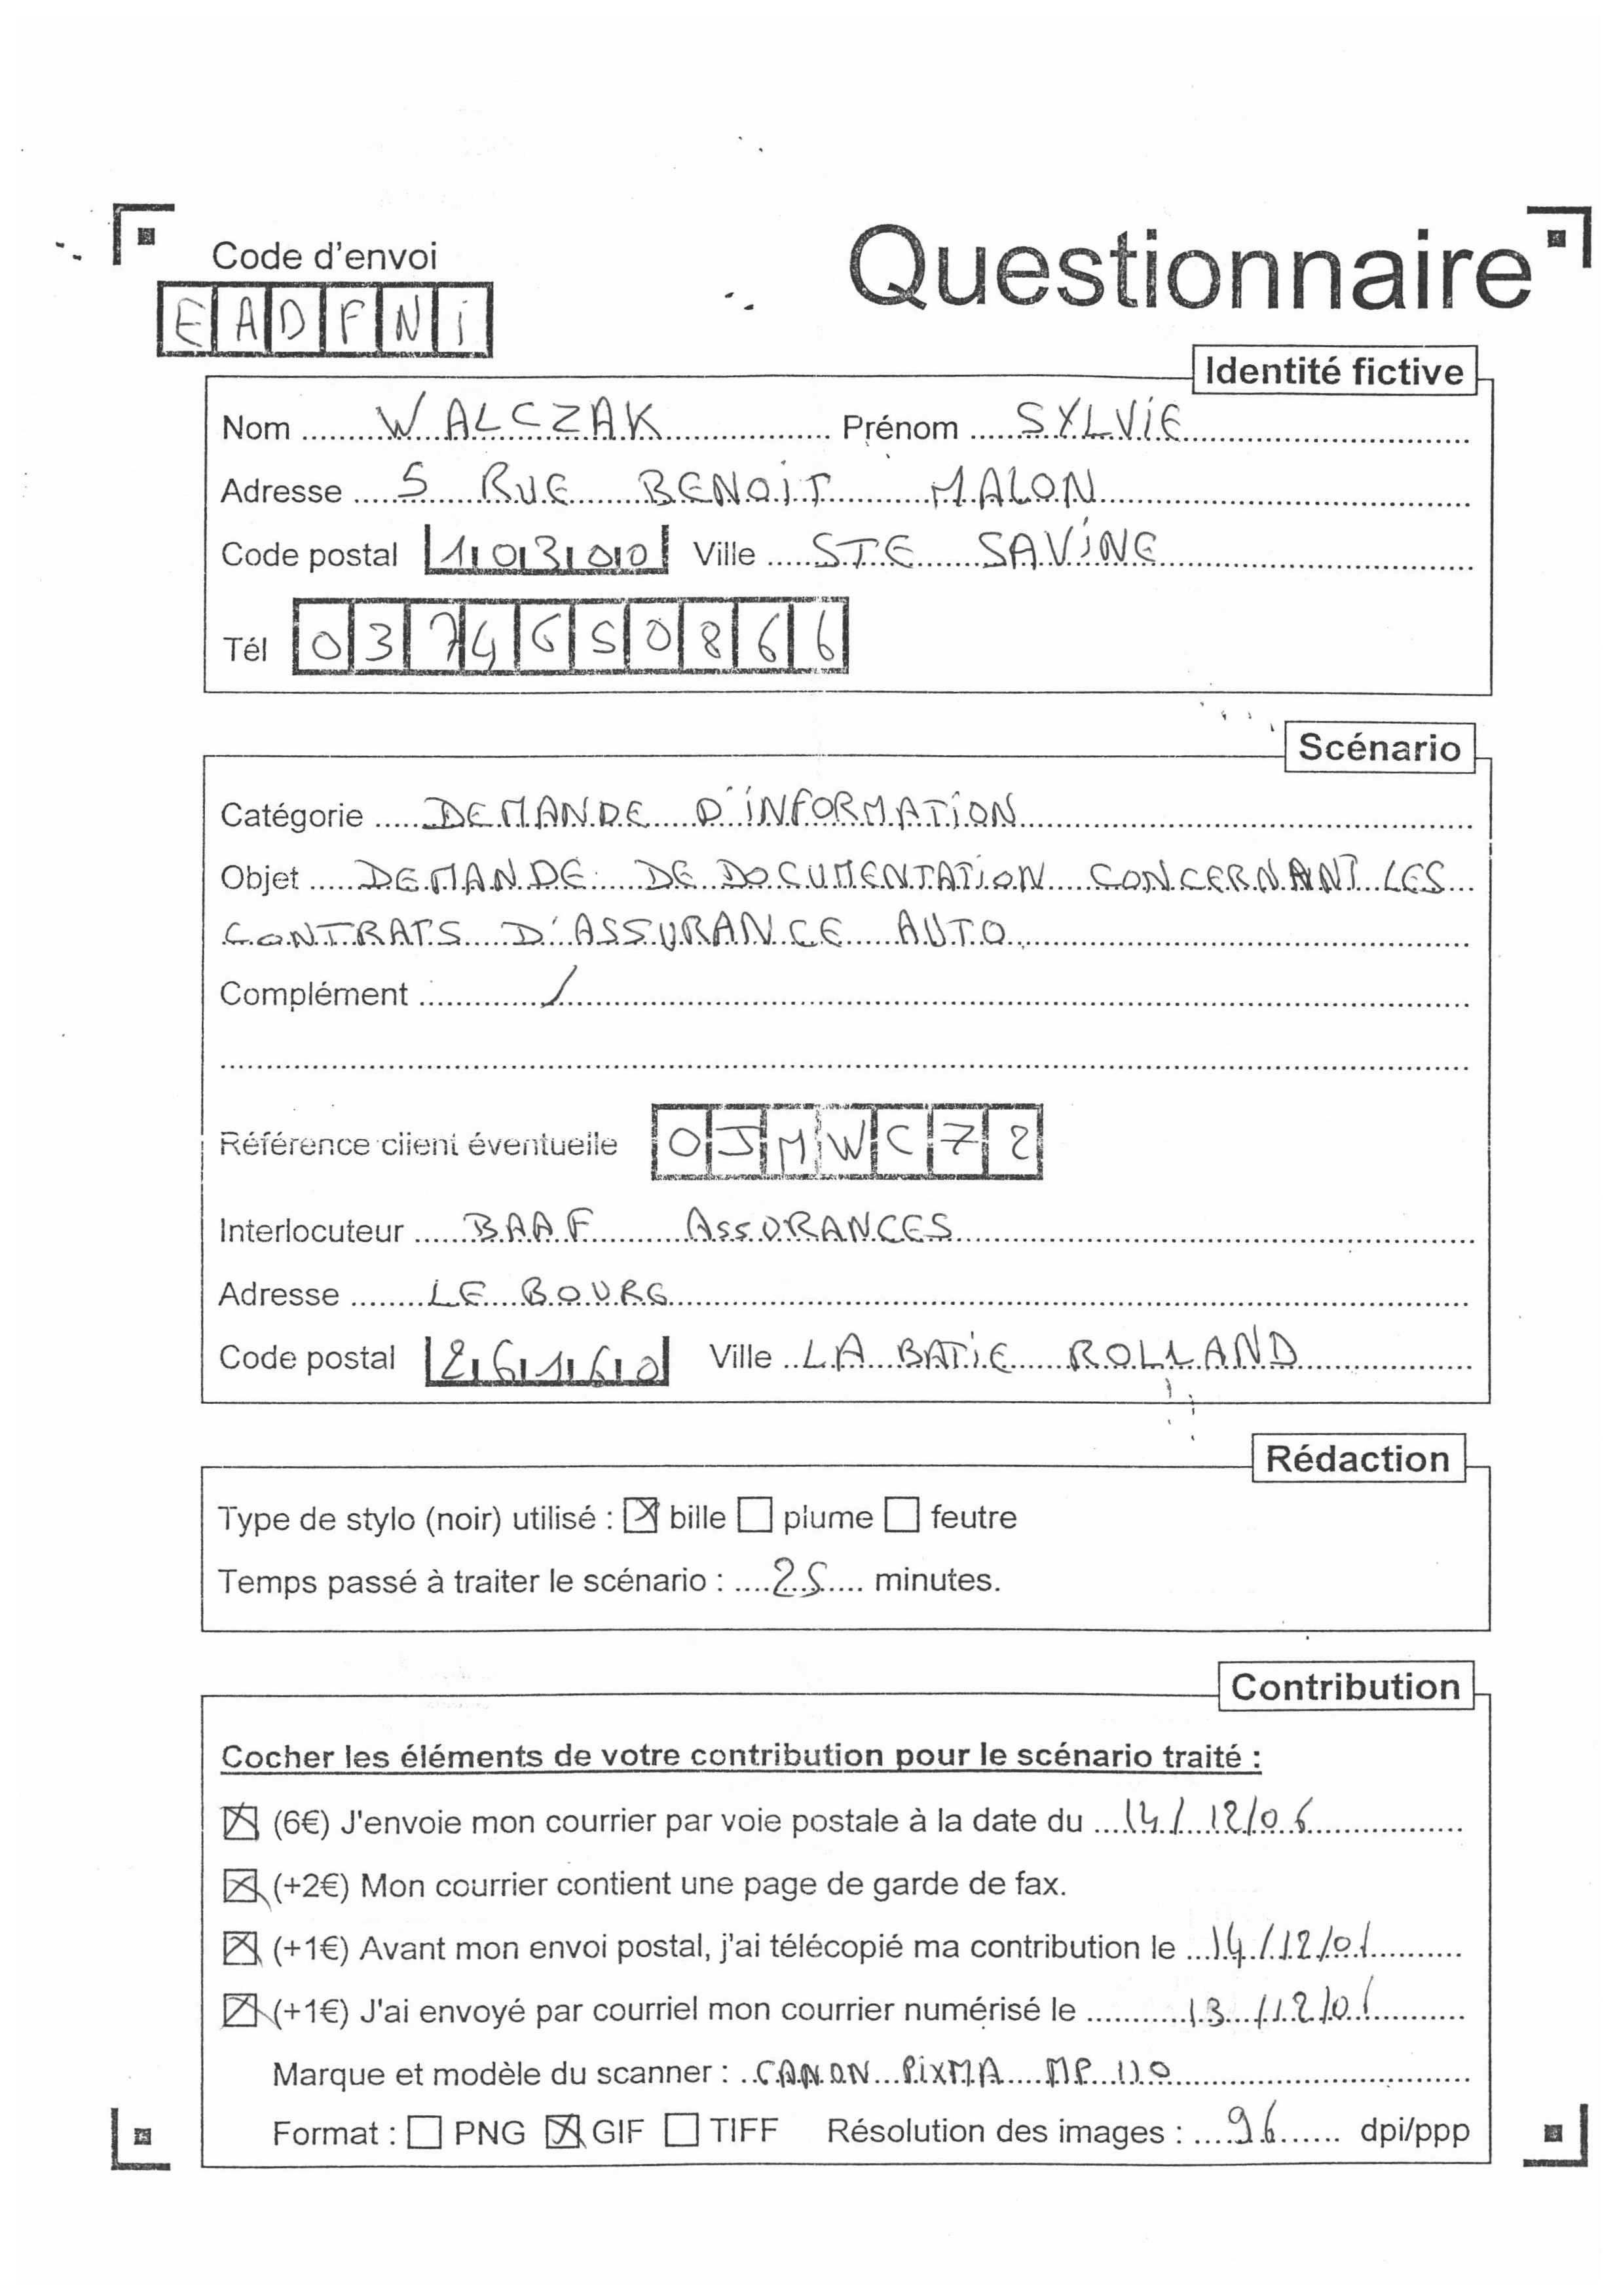 Code d'envoi
Questionnaire
E A D F N i
Identité fictive
Nom WALCZAK Prénom SYLViE
Adresse 5 RUE BENOiT MALON
Code postal 10300 Ville STE SAViNE
Tél 0374650866
Scénario
Catégorie DEMANDE D'iNFORMATiON
Objet DEMANDE DE DOCUMENTATiON CONCERNANT LES
CONTRATS D'ASSURANCE AUTO
Complément /
Référence client éventuelle OJMWC72
Interlocuteur BAAF ASSURANCES
Adresse LE BOURG
Code postal 26160 Ville LA BATiE ROLLAND
Rédaction
Type de stylo (noir) utilisé : ☒ bille ☐ plume ☐ feutre
Temps passé à traiter le scénario : 25 minutes.
Contribution
Cocher les éléments de votre contribution pour le scénario traité :
☒ (6€) J'envoie mon courrier par voie postale à la date du 14/12/06
☒ (+2€) Mon courrier contient une page de garde de fax.
☒ (+1€) Avant mon envoi postal, j'ai télécopié ma contribution le 14/12/01
☒ (+1€) J'ai envoyé par courriel mon courrier numérisé le 13/12/01
Marque et modèle du scanner : CANON PiXMA MP 110
Format : ☐ PNG ☒ GIF ☐ TIFF Résolution des images : 96 dpi/ppp